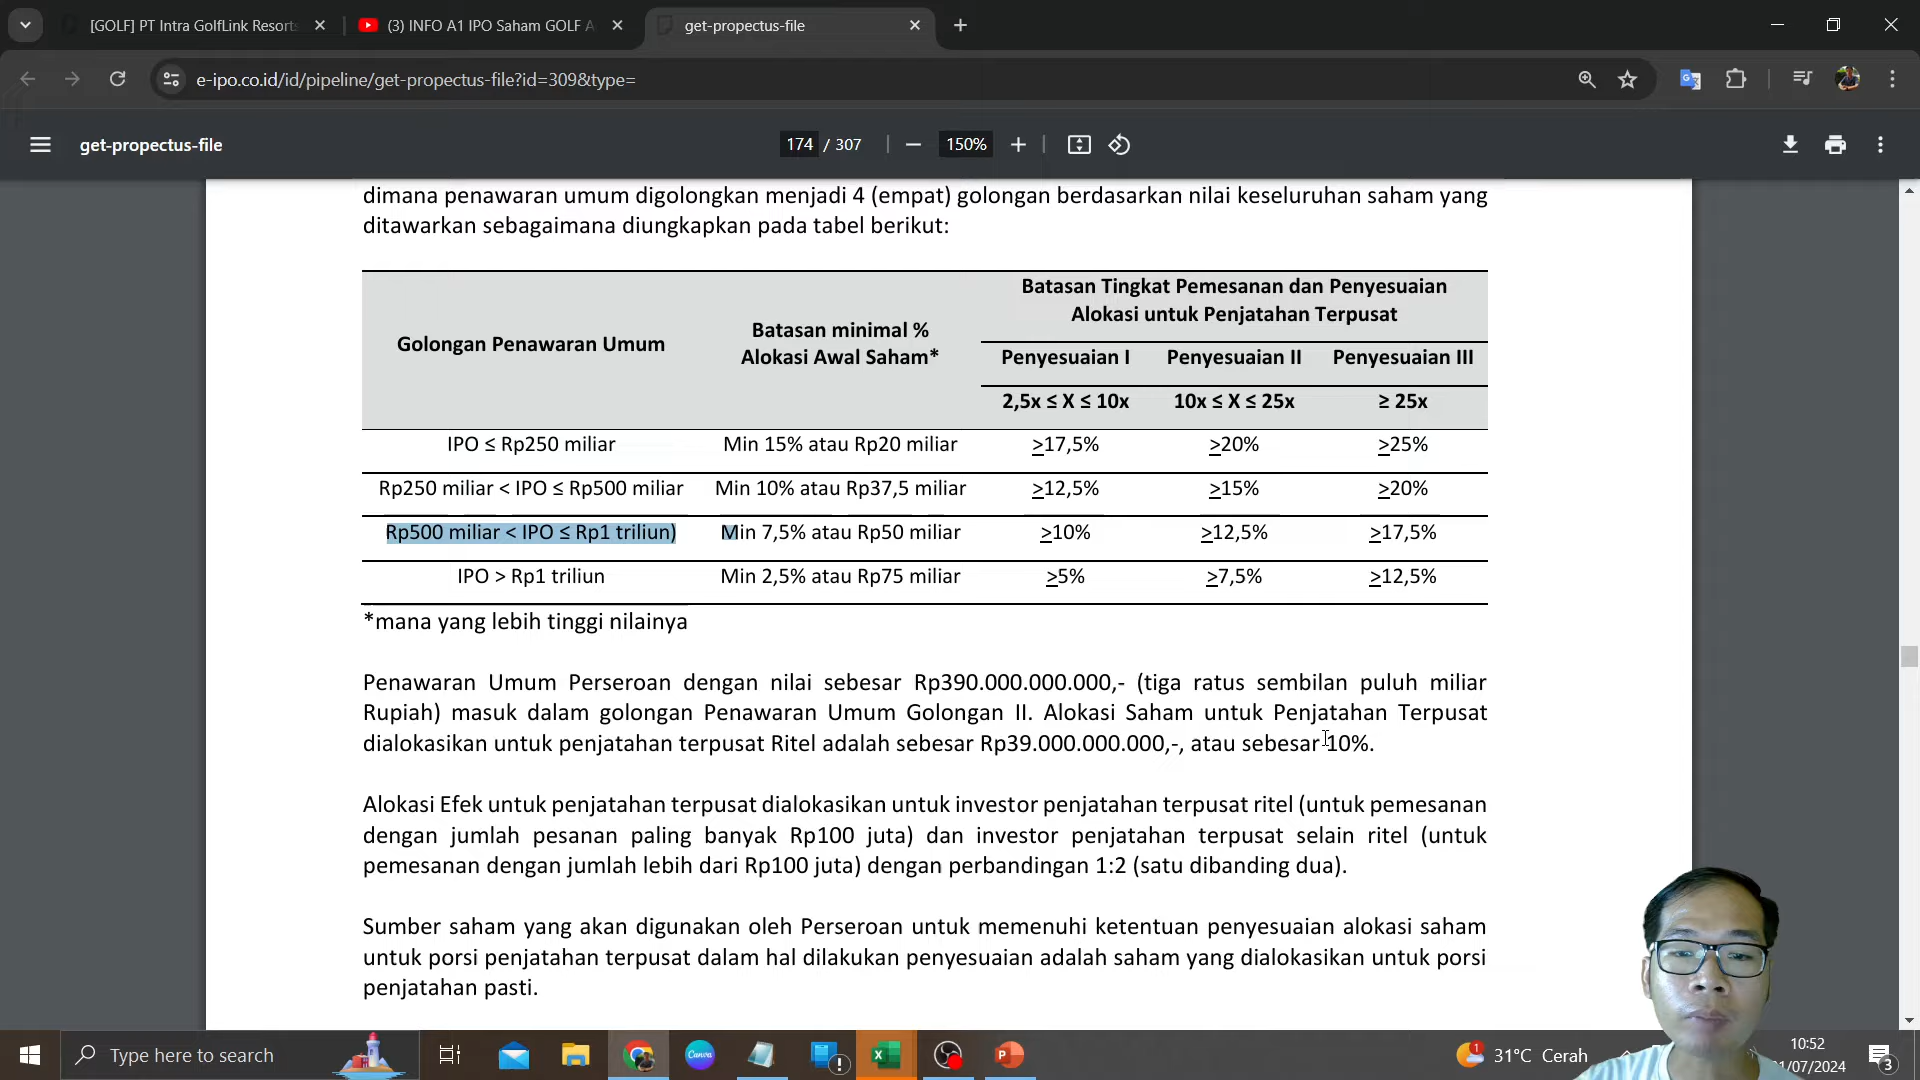 [GOLF] PT Intra GolfLink Resorts
(3) INFO A1 IPO Saham GOLF A
get-propectus-file
e-ipo.co.id/id/pipeline/get-propectus-file?id=309&type=
get-propectus-file
174 / 307
150%
dimana penawaran umum digolongkan menjadi 4 (empat) golongan berdasarkan nilai keseluruhan saham yang
ditawarkan sebagaimana diungkapkan pada tabel berikut:
Golongan Penawaran Umum
Batasan minimal %
Alokasi Awal Saham*
Batasan Tingkat Pemesanan dan Penyesuaian
Alokasi untuk Penjatahan Terpusat
Penyesuaian I Penyesuaian II Penyesuaian III
2,5x ≤ X ≤ 10x 10x ≤ X ≤ 25x ≥ 25x
IPO ≤ Rp250 miliar Min 15% atau Rp20 miliar ≥17,5% ≥20% ≥25%
Rp250 miliar < IPO ≤ Rp500 miliar Min 10% atau Rp37,5 miliar ≥12,5% ≥15% ≥20%
Rp500 miliar < IPO ≤ Rp1 triliun) Min 7,5% atau Rp50 miliar ≥10% ≥12,5% ≥17,5%
IPO > Rp1 triliun Min 2,5% atau Rp75 miliar ≥5% ≥7,5% ≥12,5%
*mana yang lebih tinggi nilainya
Penawaran Umum Perseroan dengan nilai sebesar Rp390.000.000.000,- (tiga ratus sembilan puluh miliar
Rupiah) masuk dalam golongan Penawaran Umum Golongan II. Alokasi Saham untuk Penjatahan Terpusat
dialokasikan untuk penjatahan terpusat Ritel adalah sebesar Rp39.000.000.000,-, atau sebesar 10%.
Alokasi Efek untuk penjatahan terpusat dialokasikan untuk investor penjatahan terpusat ritel (untuk pemesanan
dengan jumlah pesanan paling banyak Rp100 juta) dan investor penjatahan terpusat selain ritel (untuk
pemesanan dengan jumlah lebih dari Rp100 juta) dengan perbandingan 1:2 (satu dibanding dua).
Sumber saham yang akan digunakan oleh Perseroan untuk memenuhi ketentuan penyesuaian alokasi saham
untuk porsi penjatahan terpusat dalam hal dilakukan penyesuaian adalah saham yang dialokasikan untuk porsi
penjatahan pasti.
Type here to search
Canva
1
31°C Cerah
10:52
1/07/2024
3